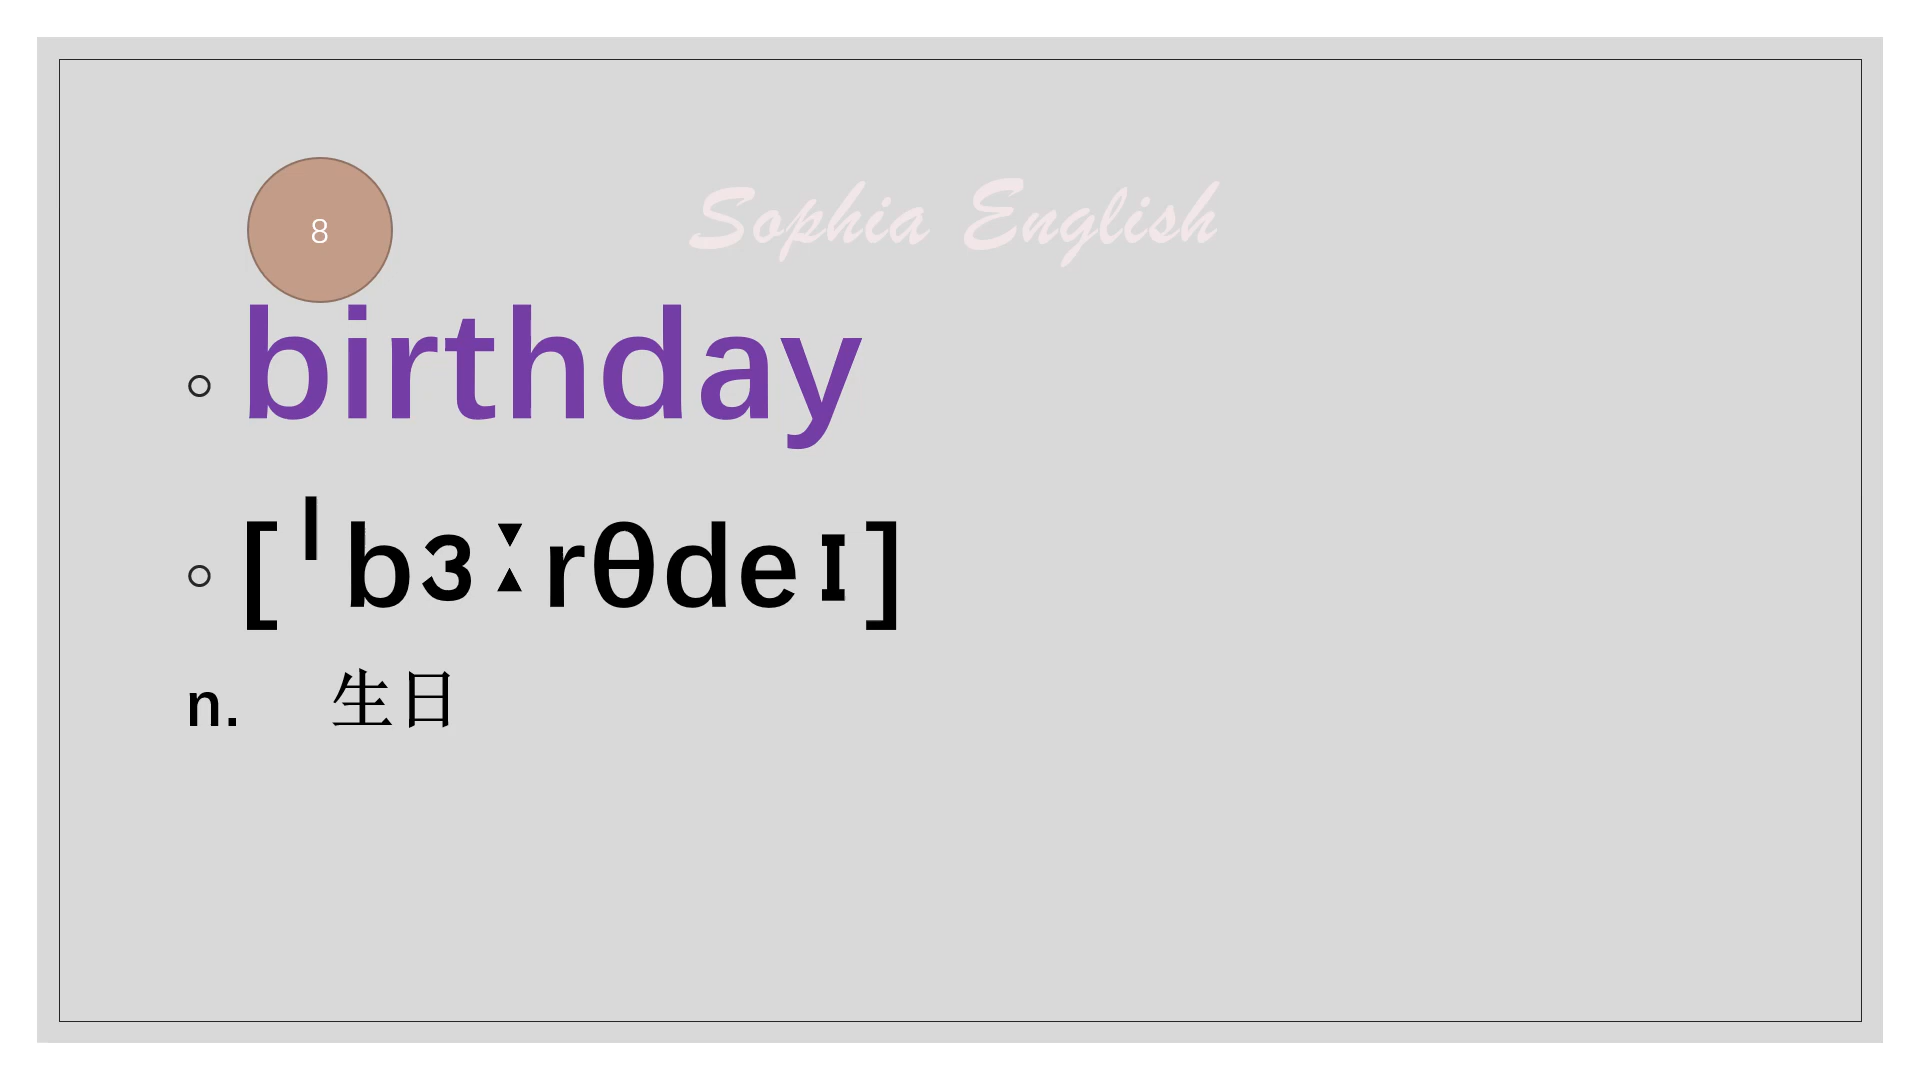 8
Sophia English
birthday
[ˈbɜːrθdeɪ]
n. 生日